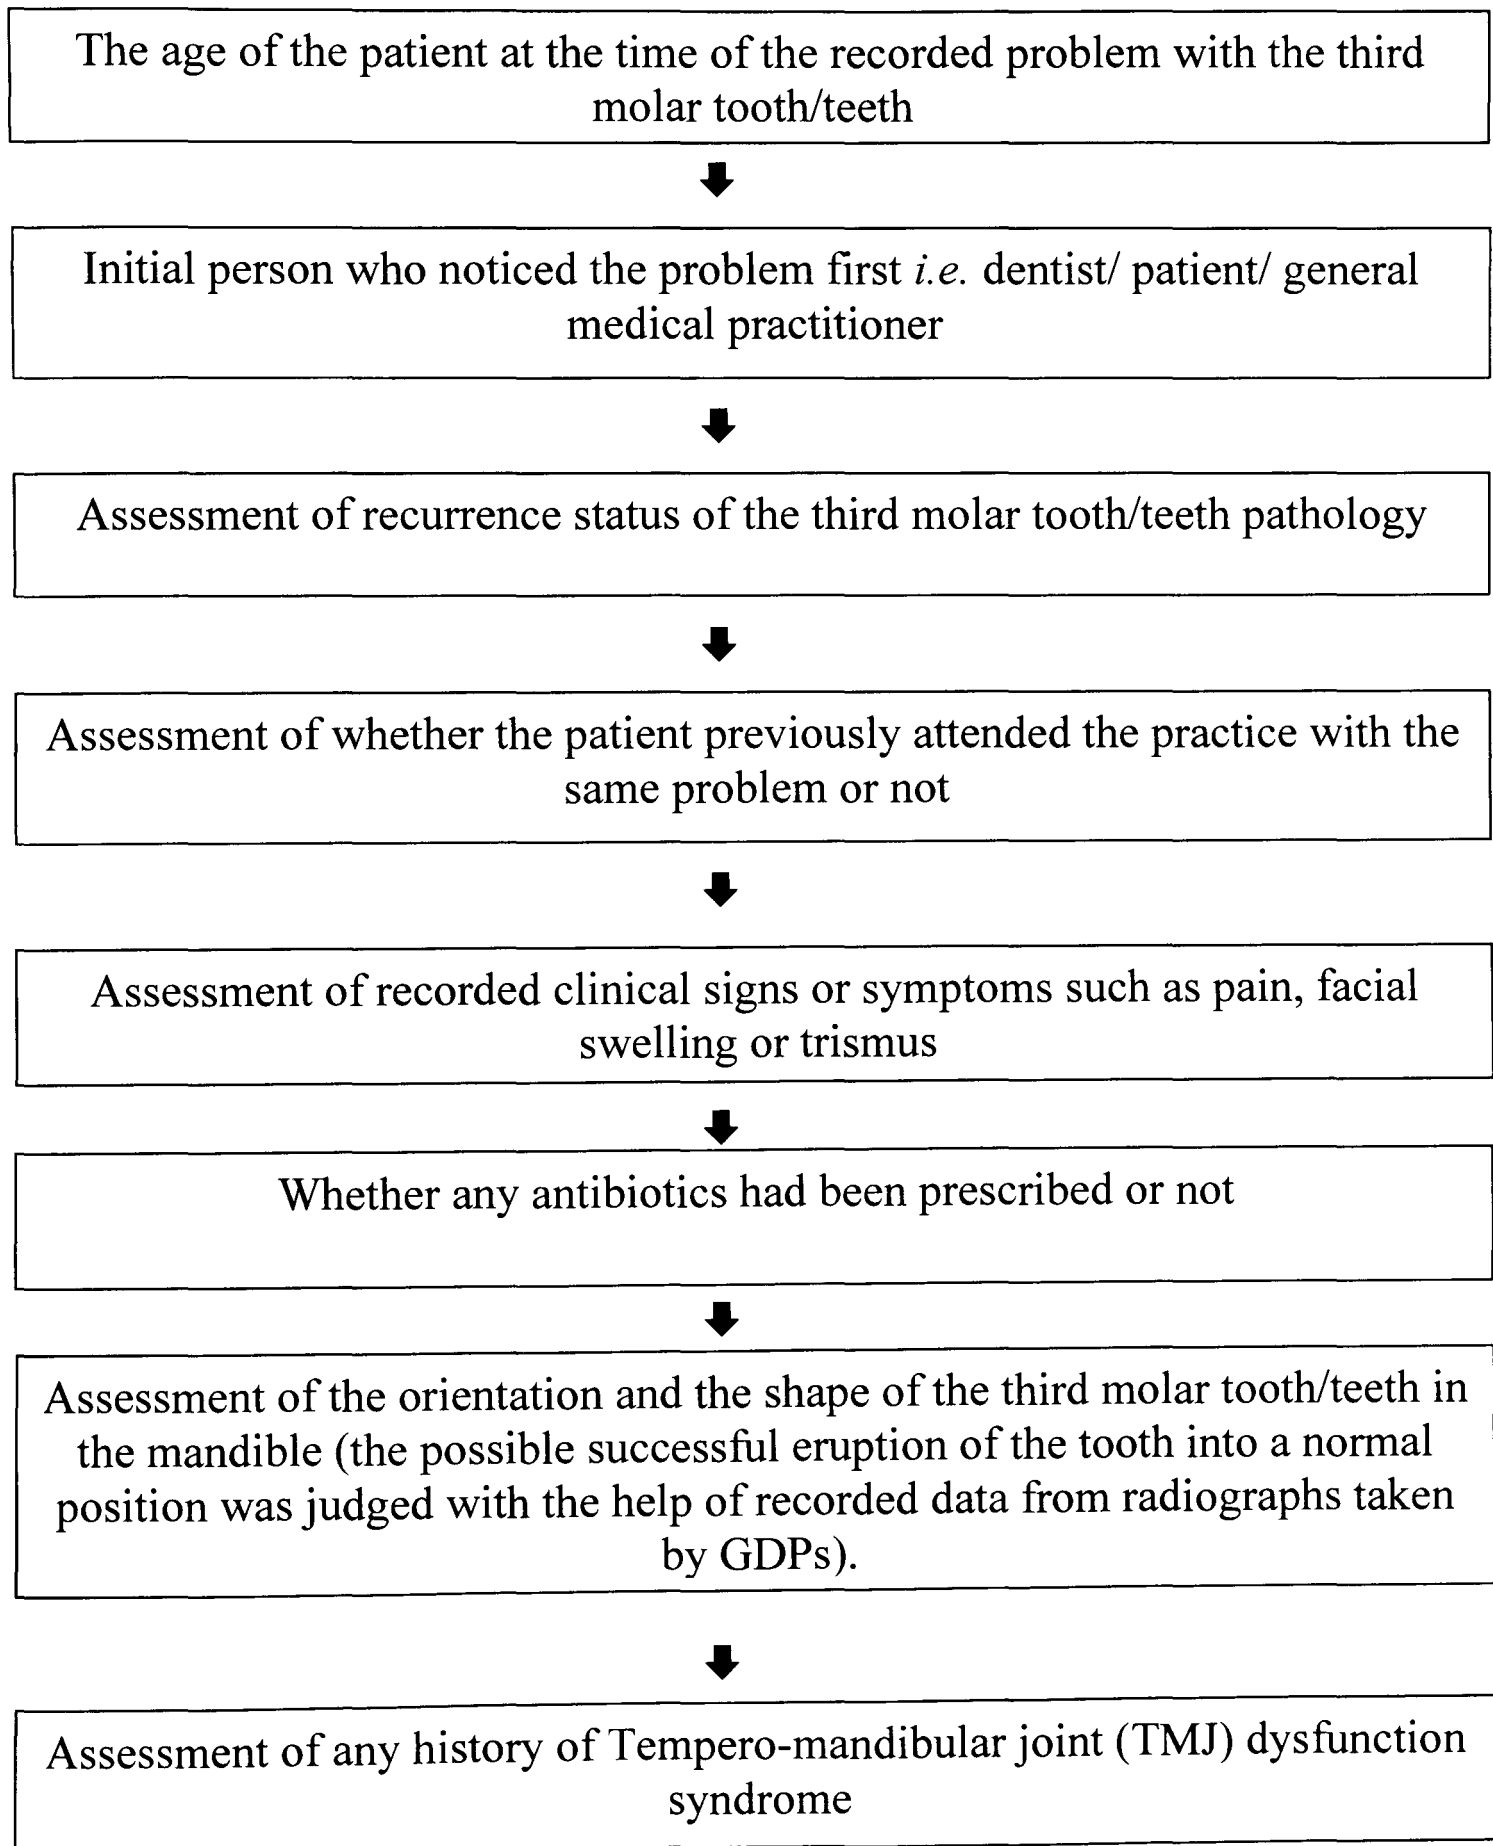 The age of the patient at the time of the recorded problem with the third
molar tooth/teeth
Initial person who noticed the problem first i.e. dentist/ patient/ general
medical practitioner
Assessment of recurrence status of the third molar tooth/teeth pathology
Assessment of whether the patient previously attended the practice with the
same problem or not
Assessment of recorded clinical signs or symptoms such as pain, facial
swelling or trismus
Whether any antibiotics had been prescribed or not
Assessment of the orientation and the shape of the third molar tooth/teeth in
the mandible (the possible successful eruption of the tooth into a normal
position was judged with the help of recorded data from radiographs taken
by GDPs).
Assessment of any history of Tempero-mandibular joint (TMJ) dysfunction
syndrome